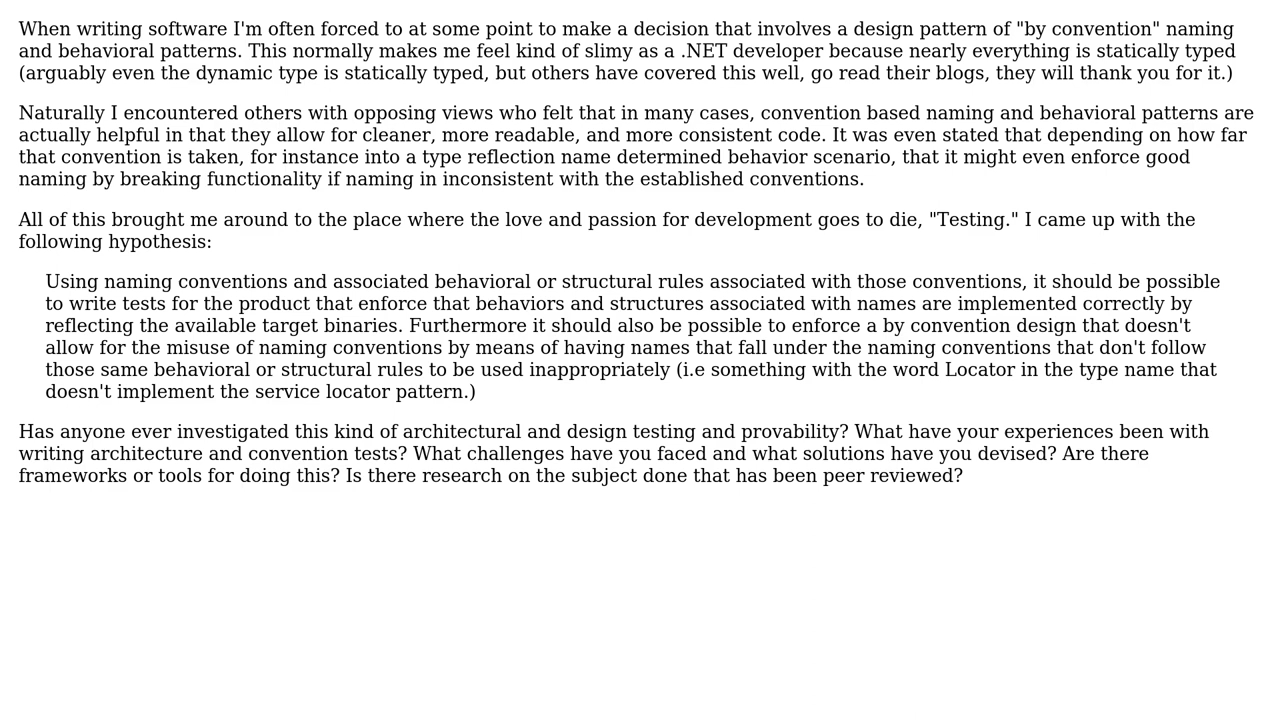 When writing software I'm often forced to at some point to make a decision that involves a design pattern of "by convention" naming
and behavioral patterns. This normally makes me feel kind of slimy as a .NET developer because nearly everything is statically typed
(arguably even the dynamic type is statically typed, but others have covered this well, go read their blogs, they will thank you for it.)
Naturally I encountered others with opposing views who felt that in many cases, convention based naming and behavioral patterns are
actually helpful in that they allow for cleaner, more readable, and more consistent code. It was even stated that depending on how far
that convention is taken, for instance into a type reflection name determined behavior scenario, that it might even enforce good
naming by breaking functionality if naming in inconsistent with the established conventions.
All of this brought me around to the place where the love and passion for development goes to die, "Testing." I came up with the
following hypothesis:
Using naming conventions and associated behavioral or structural rules associated with those conventions, it should be possible
to write tests for the product that enforce that behaviors and structures associated with names are implemented correctly by
reflecting the available target binaries. Furthermore it should also be possible to enforce a by convention design that doesn't
allow for the misuse of naming conventions by means of having names that fall under the naming conventions that don't follow
those same behavioral or structural rules to be used inappropriately (i.e something with the word Locator in the type name that
doesn't implement the service locator pattern.)
Has anyone ever investigated this kind of architectural and design testing and provability? What have your experiences been with
writing architecture and convention tests? What challenges have you faced and what solutions have you devised? Are there
frameworks or tools for doing this? Is there research on the subject done that has been peer reviewed?